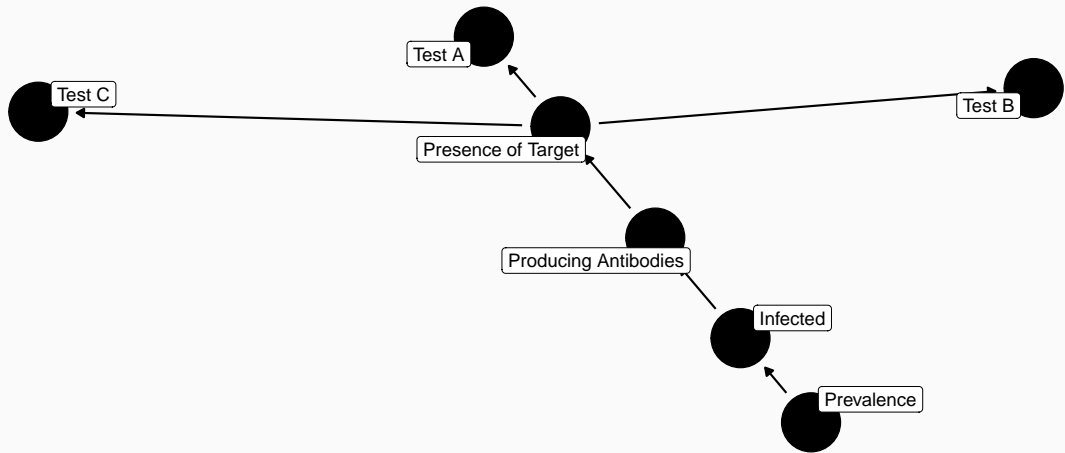 Test A
Test C
Test B
Presence of Target
Producing Antibodies
Infected
Prevalence